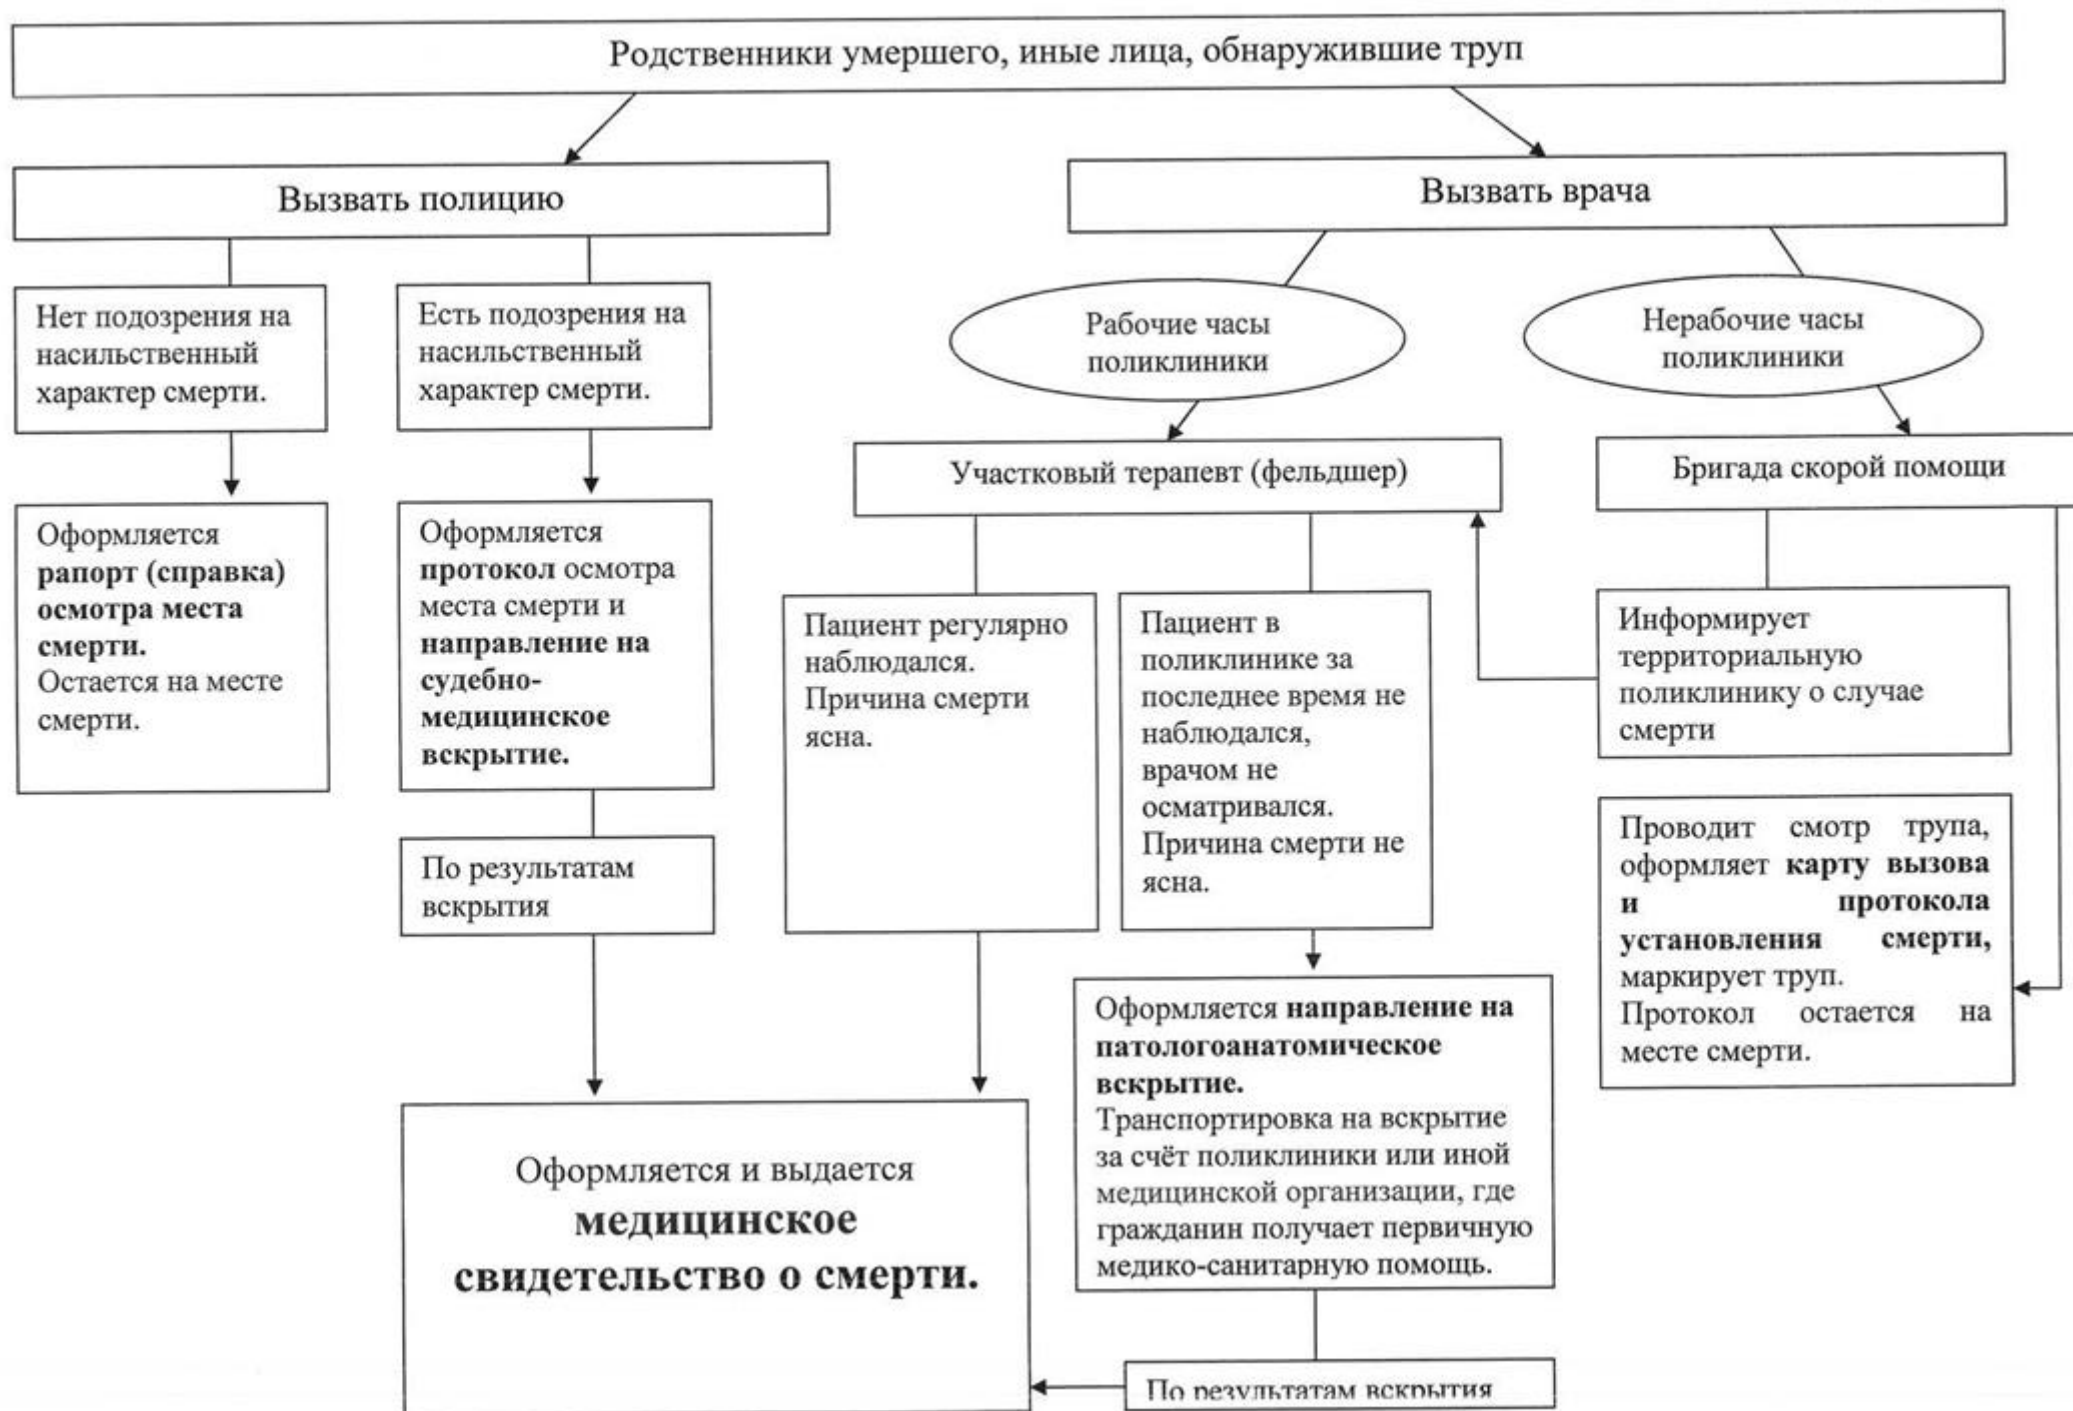 Родственники умершего, иные лица, обнаружившие труп
Вызвать полицию
Вызвать врача
Нет подозрения на
насильственный
характер смерти.
Есть подозрения на
насильственный
характер смерти.
Рабочие часы
поликлиники
Нерабочие часы
поликлиники
Участковый терапевт (фельдшер)
Бригада скорой помощи
Оформляется
рапорт (справка)
осмотра места
смерти.
Остается на месте
смерти.
Оформляется
протокол осмотра
места смерти и
направление на
судебно-
медицинское
вскрытие.
Пациент регулярно
наблюдался.
Причина смерти
ясна.
Пациент в
поликлинике за
последнее время не
наблюдался,
врачом не
осматривался.
Причина смерти не
ясна.
Информирует
территориальную
поликлинику о случае
смерти
По результатам
вскрытия
Проводит смотр трупа,
оформляет карту вызова
и протокола
установления смерти,
маркирует труп.
Протокол остается на
месте смерти.
Оформляется направление на
патологоанатомическое
вскрытие.
Транспортировка на вскрытие
за счёт поликлиники или иной
медицинской организации, где
гражданин получает первичную
медико-санитарную помощь.
Оформляется и выдается
медицинское
свидетельство о смерти.
По результатам вскрытия